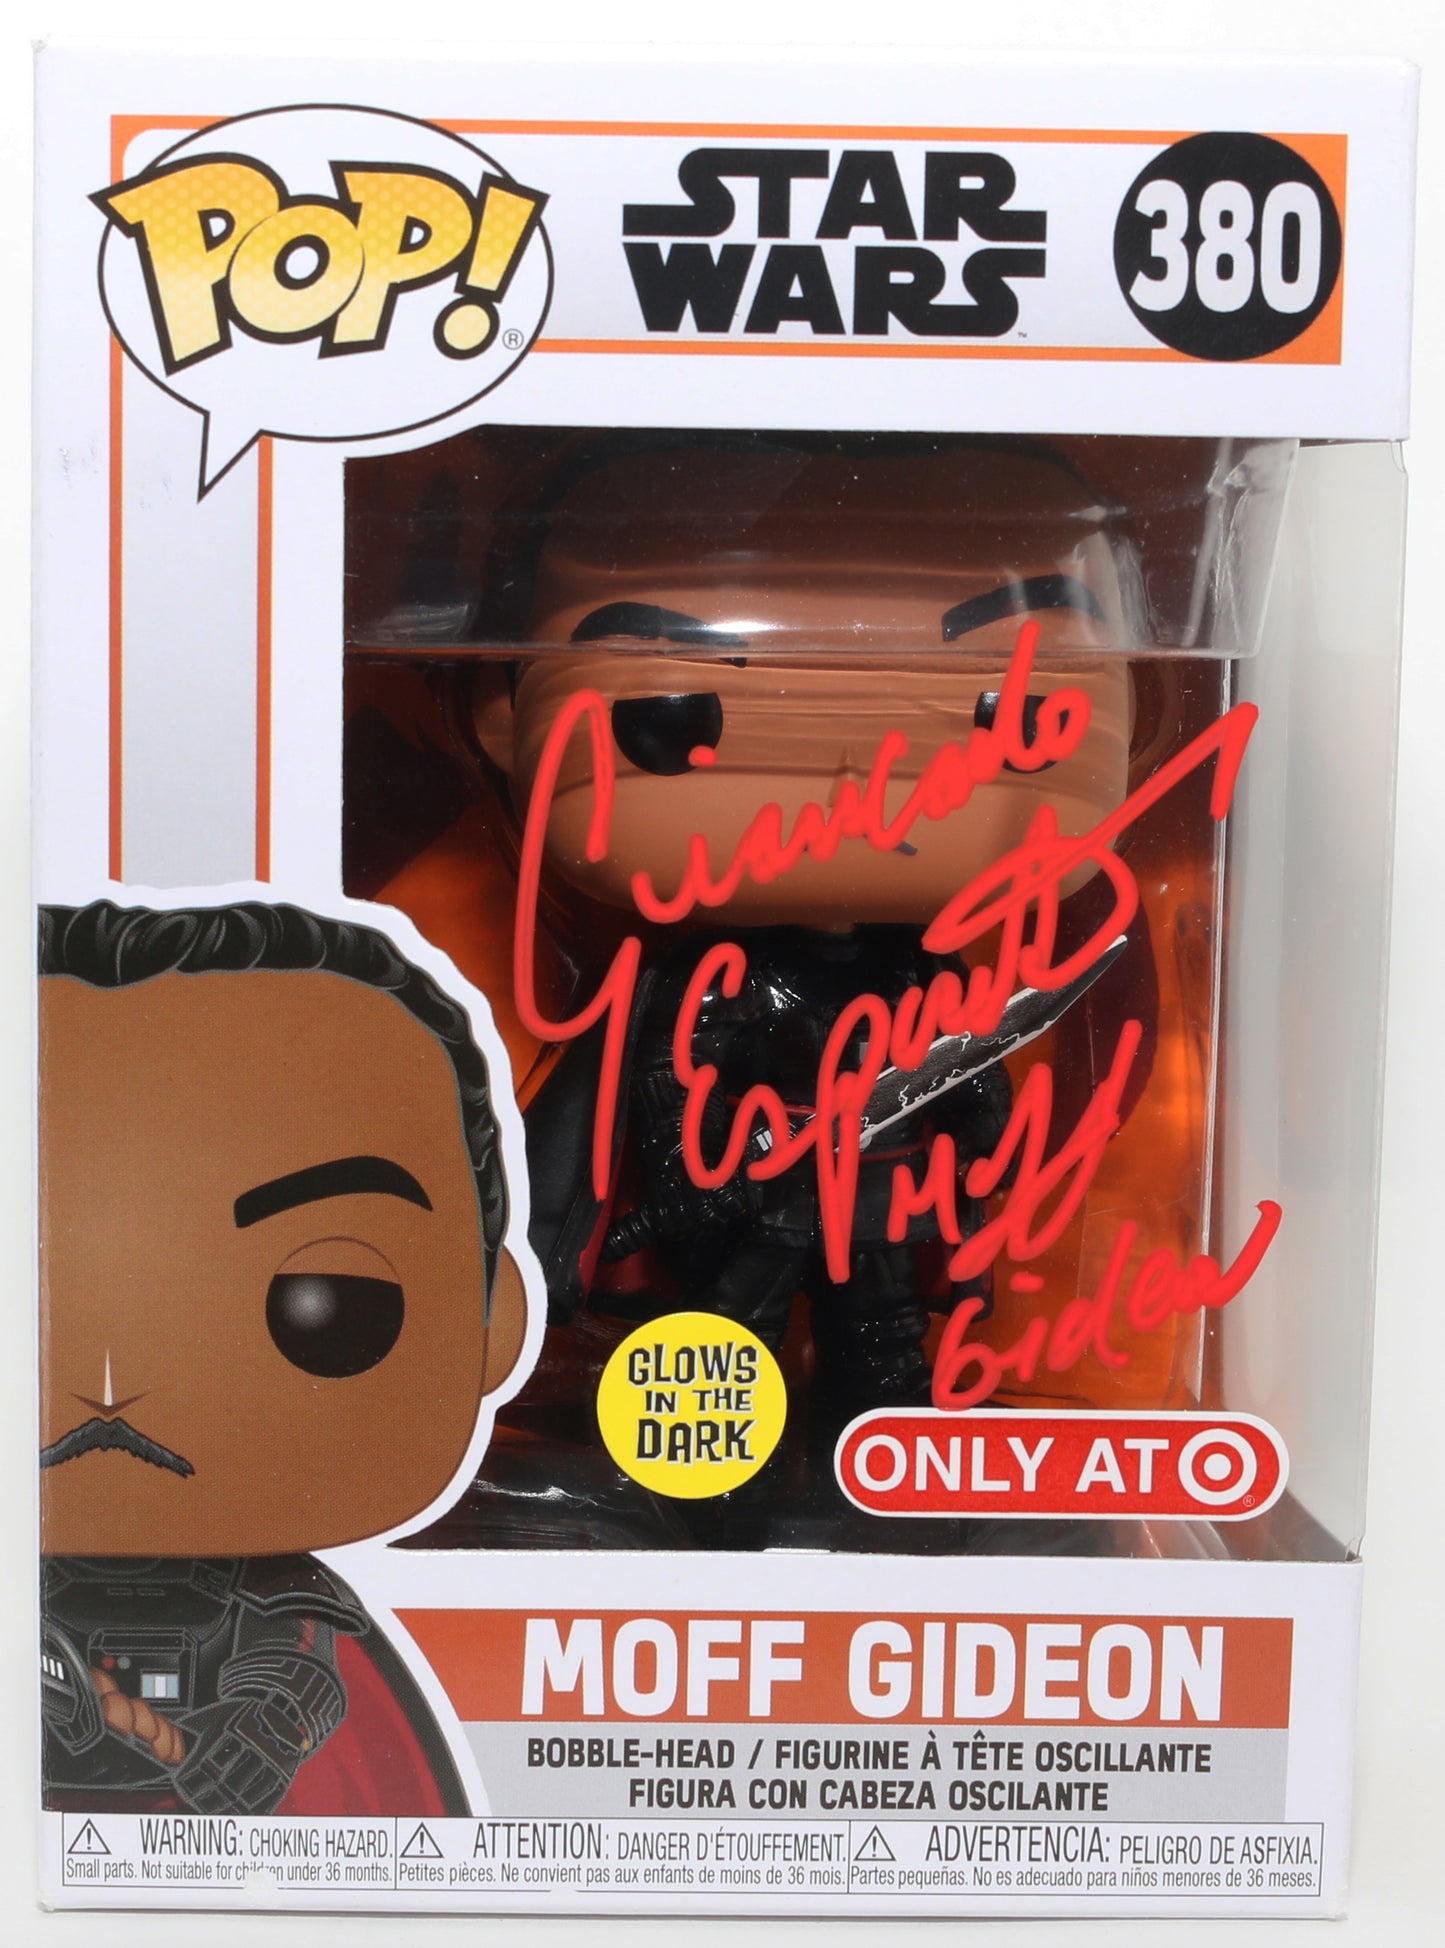 POP!®
STAR
WARS™
380
Giancarlo
Esposito
Moff
Gideon
GLOWS
IN THE
DARK
ONLY AT
MOFF GIDEON
BOBBLE-HEAD / FIGURINE À TÊTE OSCILLANTE
FIGURA CON CABEZA OSCILANTE
WARNING: CHOKING HAZARD.
Small parts. Not suitable for children under 36 months.
ATTENTION: DANGER D'ÉTOUFFEMENT.
Petites pièces. Ne convient pas aux enfants de moins de 36 mois.
ADVERTENCIA: PELIGRO DE ASFIXIA.
Partes pequeñas. No es adecuado para niños menores de 36 meses.